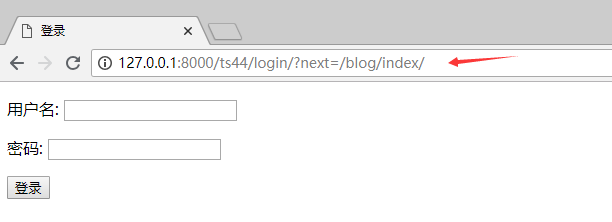 登录
127.0.0.1:8000/ts44/login/?next=/blog/index/
用户名:
密码:
登录